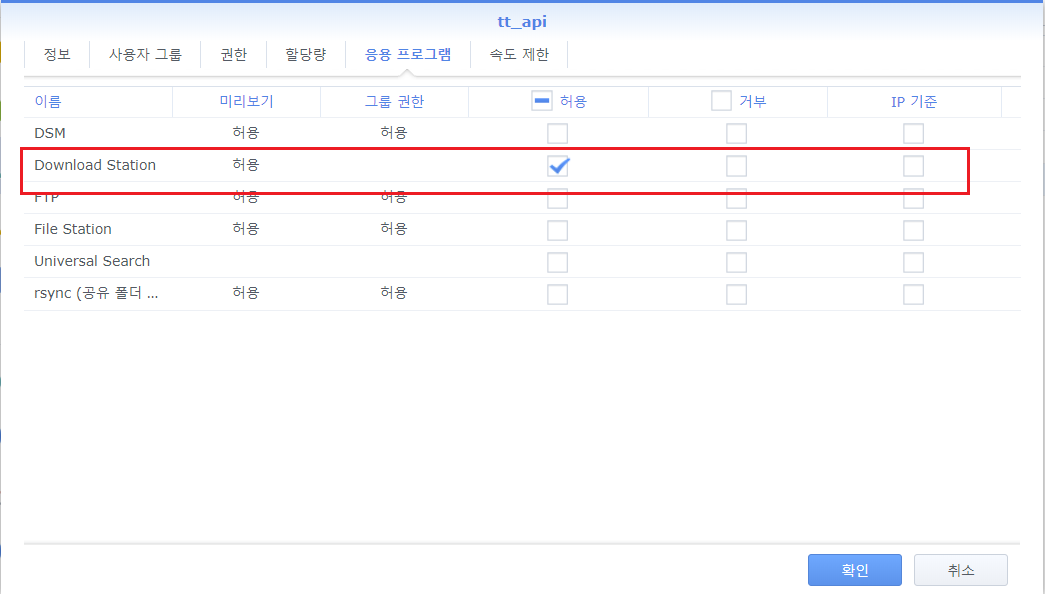 tt_api
정보 사용자 그룹 권한 할당량 응용 프로그램 속도 제한
이름 미리보기 그룹 권한 허용 거부 IP 기준
DSM 허용 허용
Download Station 허용
FTP 허용 허용
File Station 허용 허용
Universal Search
rsync (공유 폴더 ... 허용 허용
확인 취소